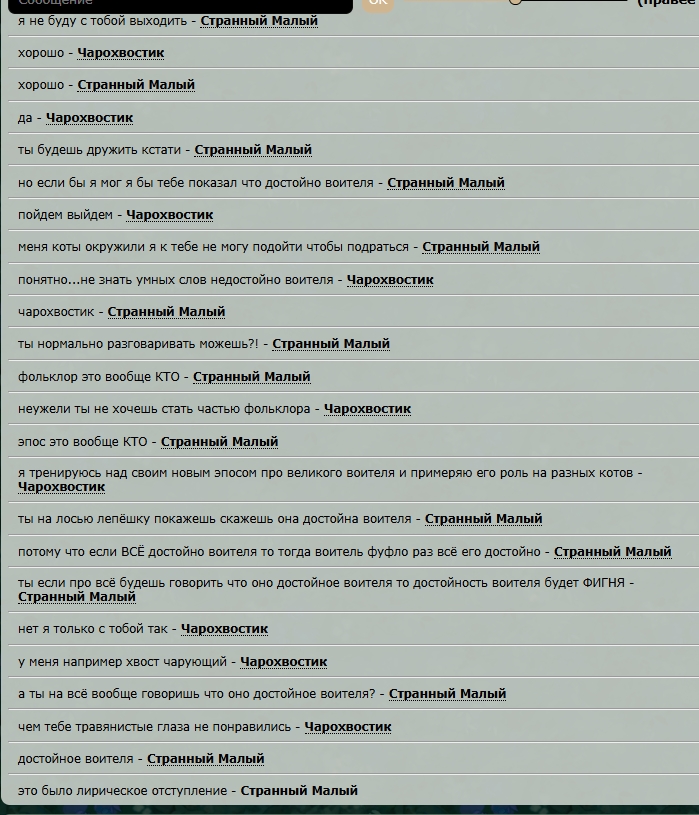 Сообщение
OK
(правее
я не буду с тобой выходить - Странный Малый
хорошо - Чарохвостик
хорошо - Странный Малый
да - Чарохвостик
ты будешь дружить кстати - Странный Малый
но если бы я мог я бы тебе показал что достойно воителя - Странный Малый
пойдем выйдем - Чарохвостик
меня коты окружили я к тебе не могу подойти чтобы подраться - Странный Малый
понятно...не знать умных слов недостойно воителя - Чарохвостик
чарохвостик - Странный Малый
ты нормально разговаривать можешь?! - Странный Малый
фольклор это вообще КТО - Странный Малый
неужели ты не хочешь стать частью фольклора - Чарохвостик
эпос это вообще КТО - Странный Малый
я тренируюсь над своим новым эпосом про великого воителя и примеряю его роль на разных котов -
Чарохвостик
ты на лосью лепёшку покажешь скажешь она достойна воителя - Странный Малый
потому что если ВСЁ достойно воителя то тогда воитель фуфло раз всё его достойно - Странный Малый
ты если про всё будешь говорить что оно достойное воителя то достойность воителя будет ФИГНЯ -
Странный Малый
нет я только с тобой так - Чарохвостик
у меня например хвост чарующий - Чарохвостик
а ты на всё вообще говоришь что оно достойное воителя? - Странный Малый
чем тебе травянистые глаза не понравились - Чарохвостик
достойное воителя - Странный Малый
это было лирическое отступление - Странный Малый